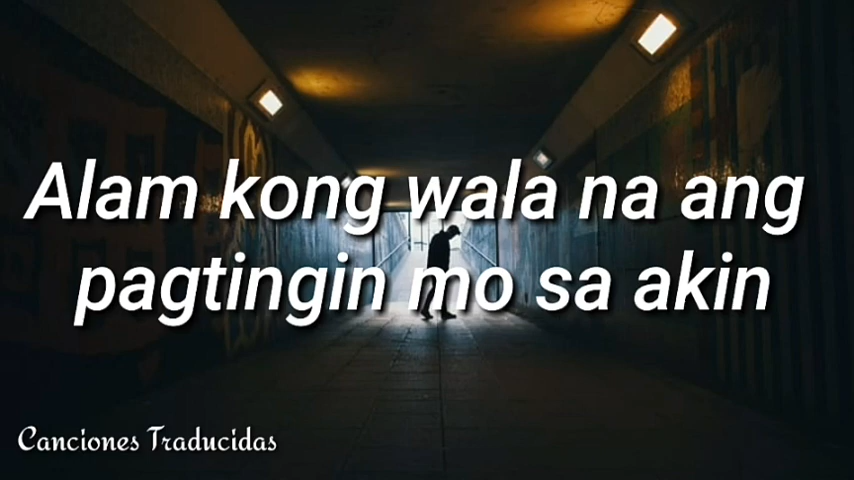 Alam kong wala na ang
pagtingin mo sa akin
Canciones Traducidas